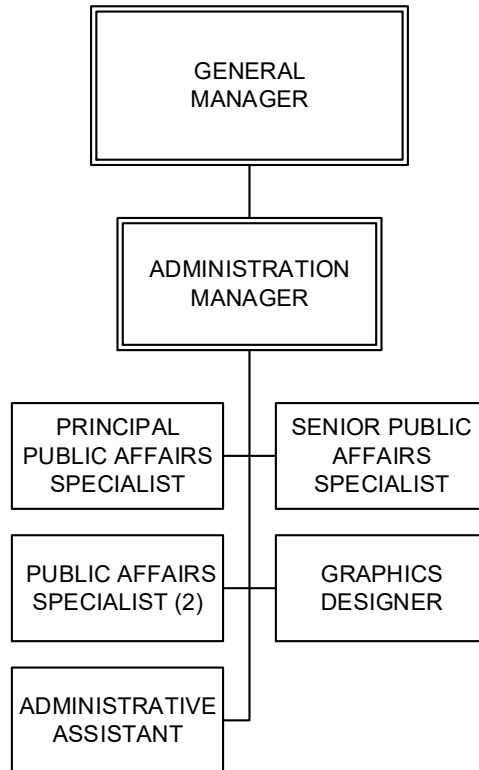 GENERAL
MANAGER
ADMINISTRATION
MANAGER
PRINCIPAL
PUBLIC AFFAIRS
SPECIALIST
SENIOR PUBLIC
AFFAIRS
SPECIALIST
PUBLIC AFFAIRS
SPECIALIST (2)
GRAPHICS
DESIGNER
ADMINISTRATIVE
ASSISTANT